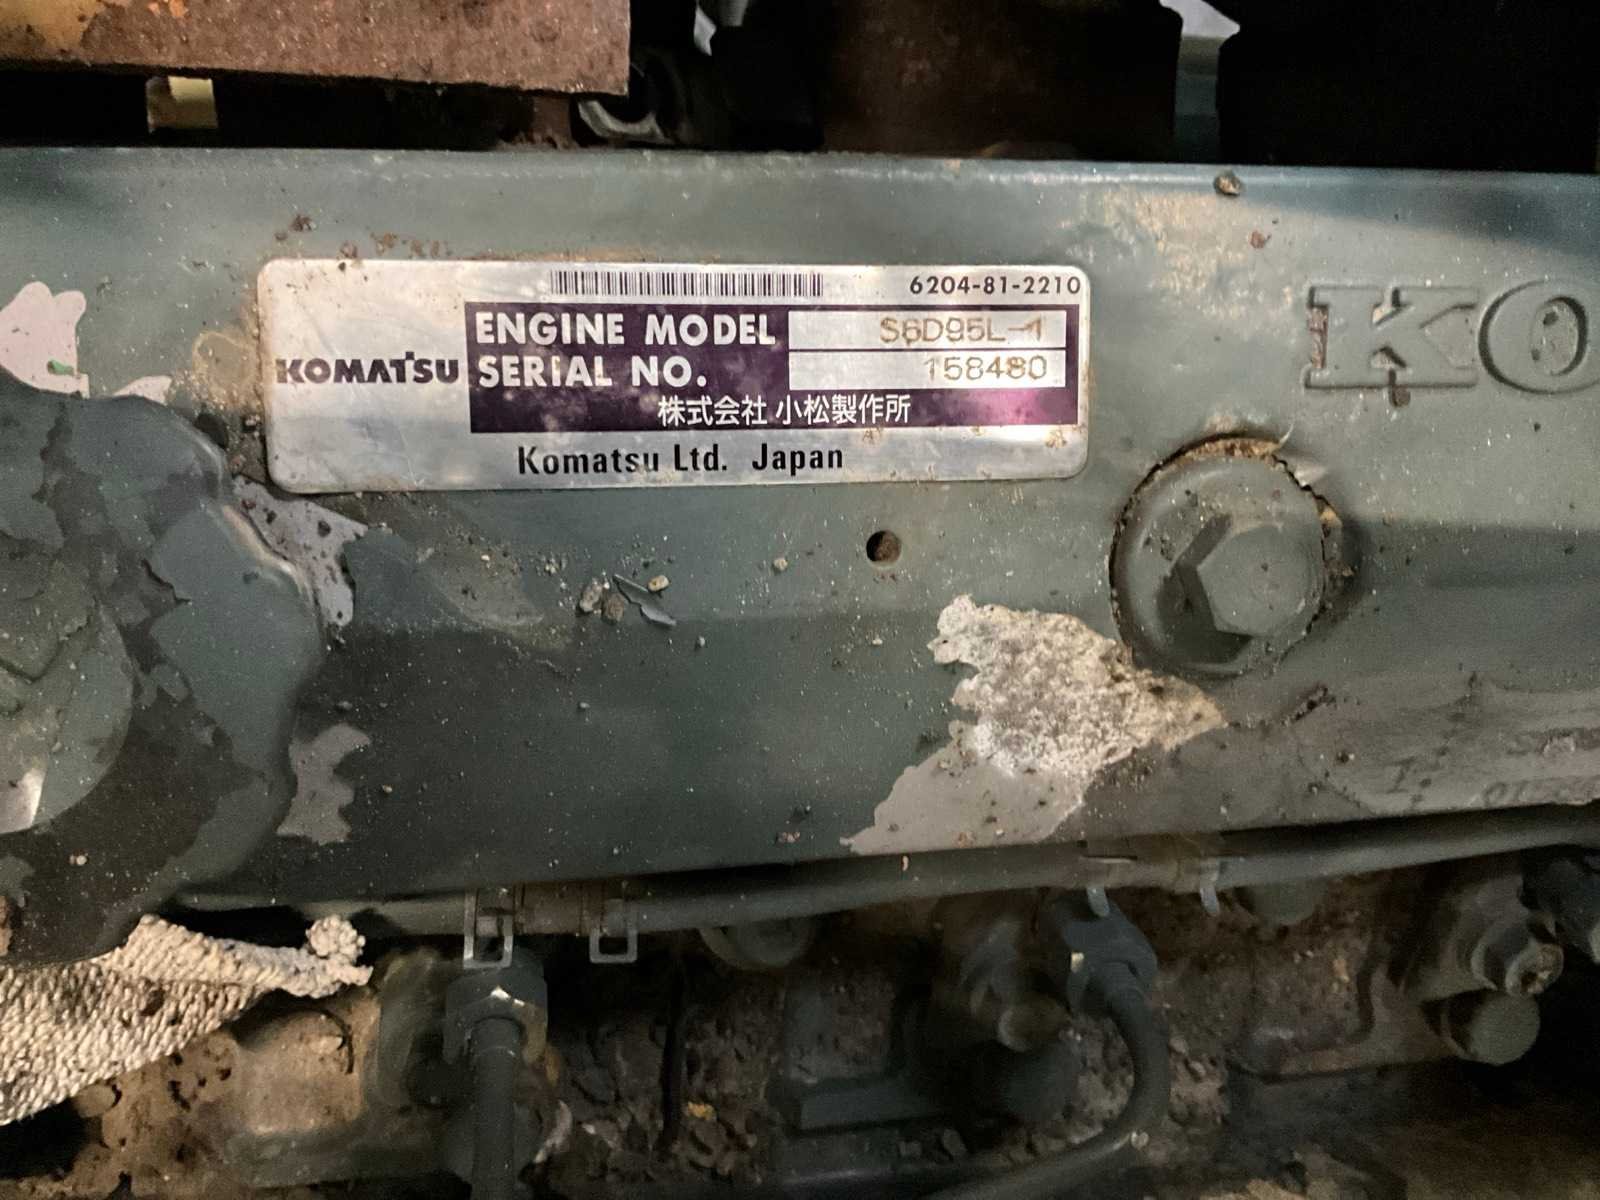 6204-81-2210
ENGINE MODEL S6D95L-1
KOMATSU SERIAL NO. 158480
株式会社 小松製作所
Komatsu Ltd. Japan
KO